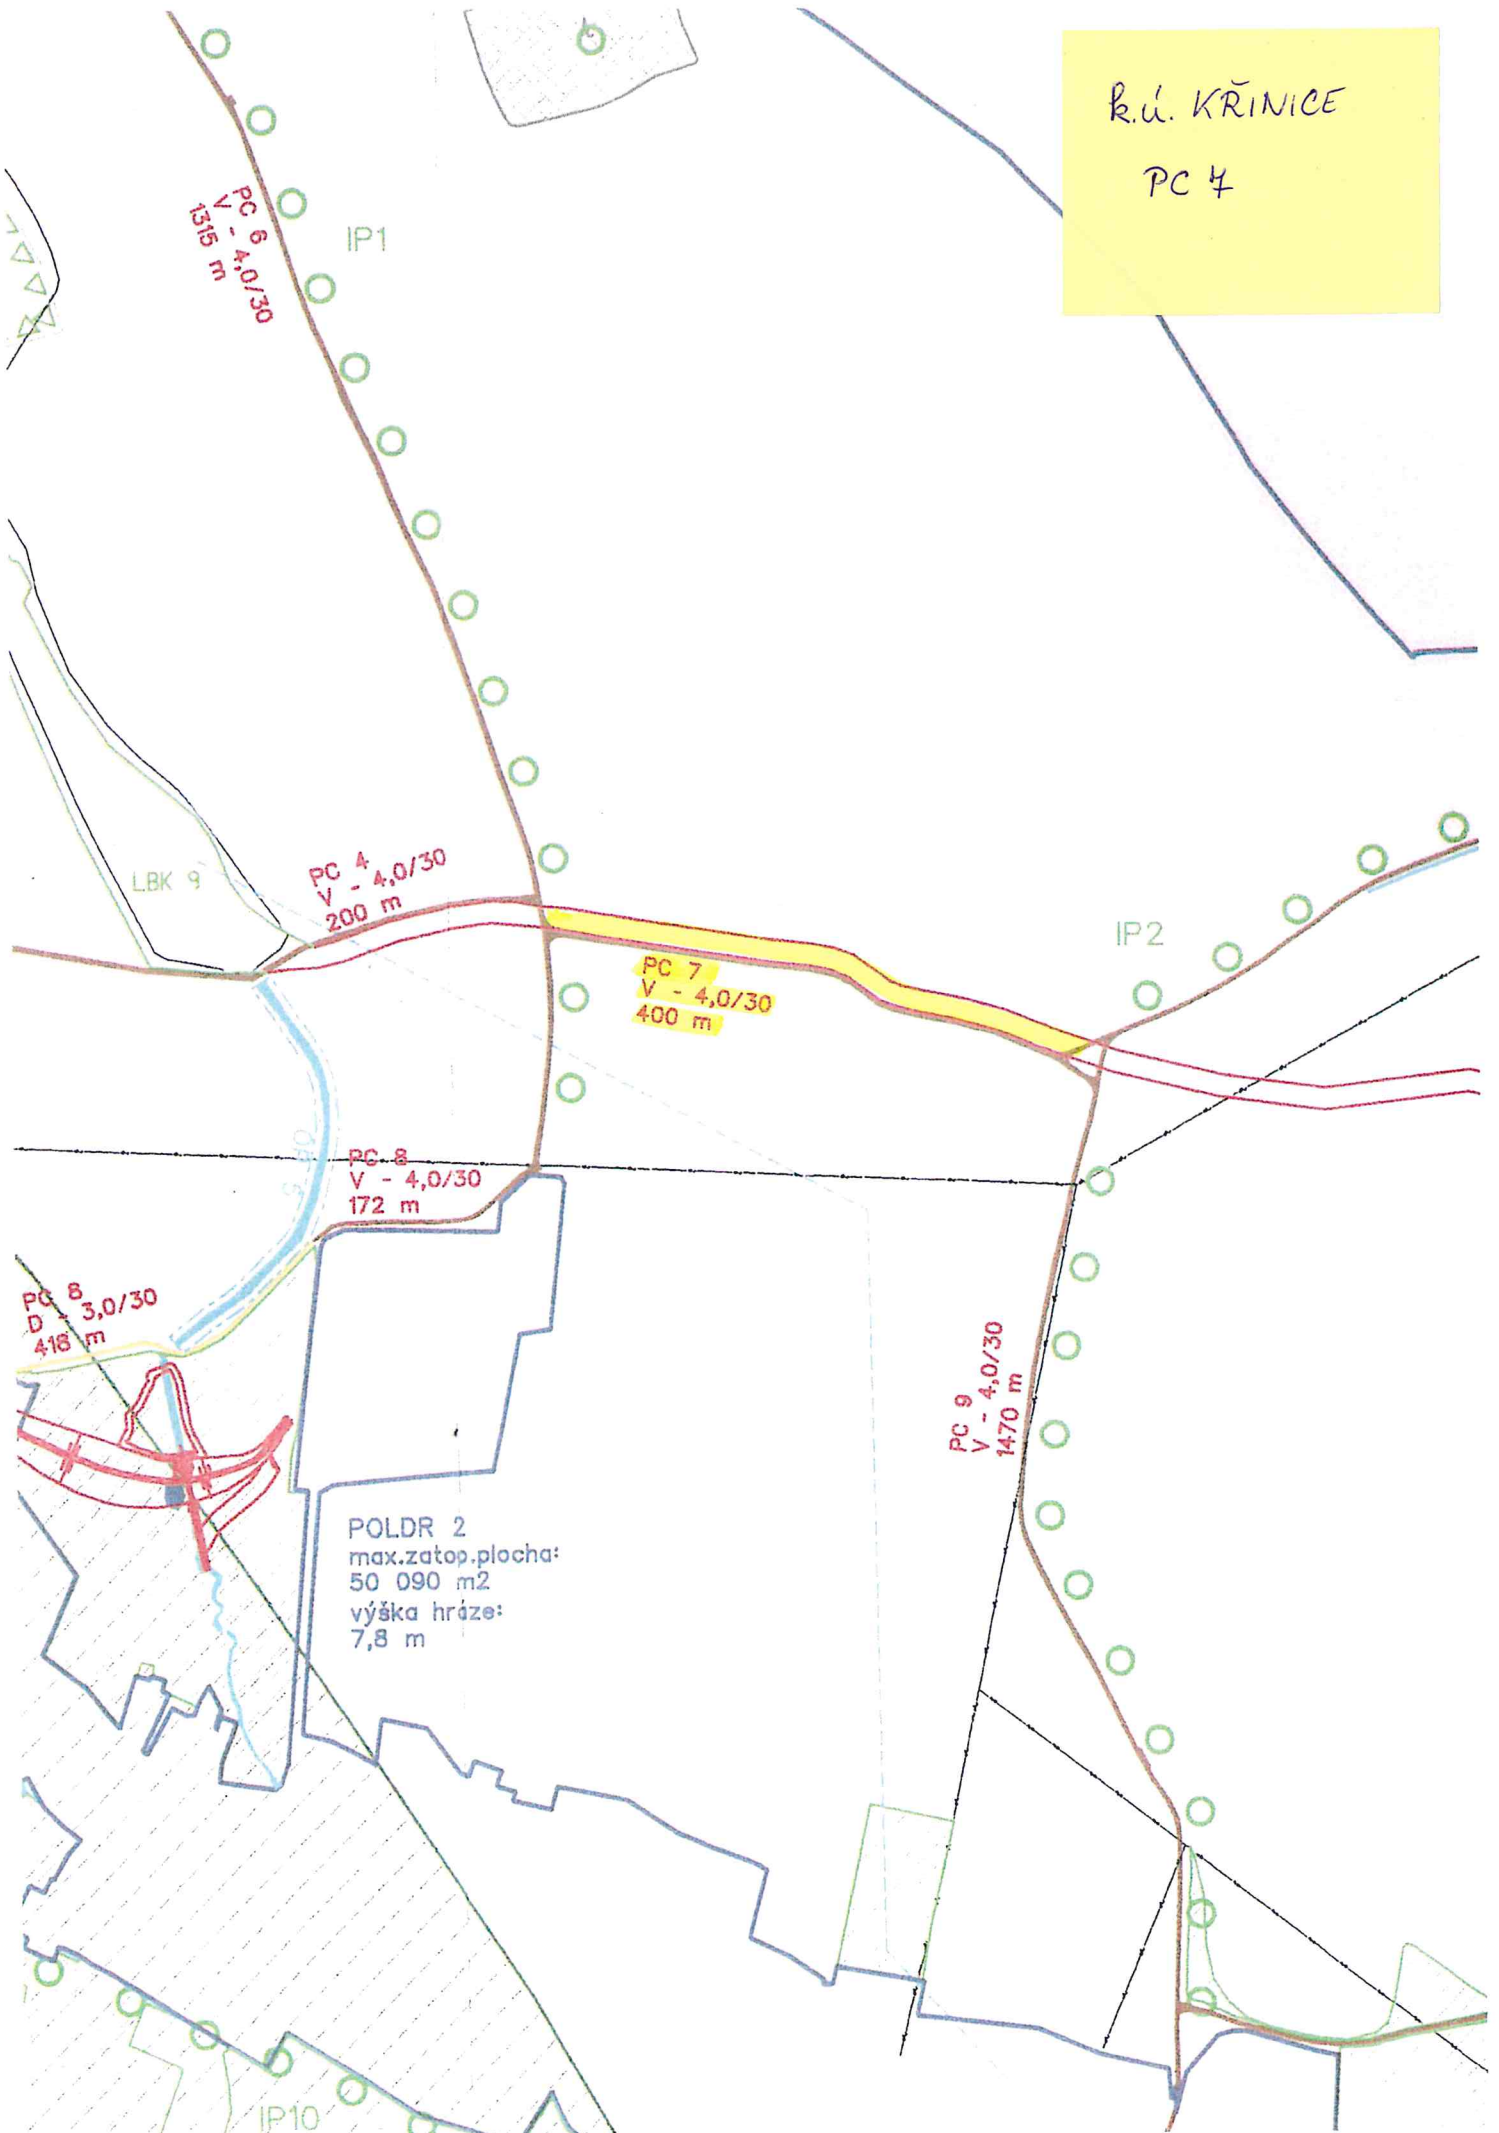 k.ú. KŘINICE
PC 7
PC 6
V - 4,0/30
1315 m
IP1
LBK 9
PC 4
V - 4,0/30
200 m
IP2
PC 7
V - 4,0/30
400 m
PC 8
V - 4,0/30
172 m
PC 8
D - 3,0/30
418 m
PC 9
V - 4,0/30
1470 m
POLDR 2
max.zatop.plocha:
50 090 m2
výška hráze:
7,8 m
IP10